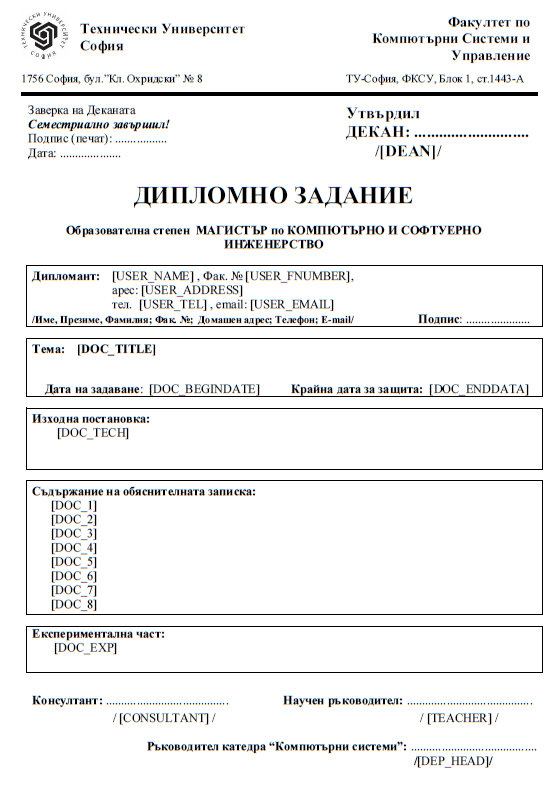 ТЕХНИЧЕСКИ УНИВЕРСИТЕТ
СОФИЯ
Технически Университет
София
Факултет по
Компютърни Системи и
Управление
1756 София, бул.”Кл. Охридски” № 8
ТУ-София, ФКСУ, Блок 1, ст.1443-А
Заверка на Деканата
Семестриално завършил!
Подпис (печат): ................
Дата: ...................
Утвърдил
ДЕКАН: ............................
/[DEAN]/
ДИПЛОМНО ЗАДАНИЕ
Образователна степен МАГИСТЪР по КОМПЮТЪРНО И СОФТУЕРНО
ИНЖЕНЕРСТВО
Дипломант: [USER_NAME] , Фак. № [USER_FNUMBER],
арес: [USER_ADDRESS]
тел. [USER_TEL] , email: [USER_EMAIL]
/Име, Презиме, Фамилия; Фак. №; Домашен адрес; Телефон; E-mail/ Подпис: ....................
Тема: [DOC_TITLE]
Дата на задаване: [DOC_BEGINDATE] Крайна дата за защита: [DOC_ENDDATA]
Изходна постановка:
[DOC_TECH]
Съдържание на обяснителната записка:
[DOC_1]
[DOC_2]
[DOC_3]
[DOC_4]
[DOC_5]
[DOC_6]
[DOC_7]
[DOC_8]
Експериментална част:
[DOC_EXP]
Консултант: ....................................... Научен ръководител: ........................................
/ [CONSULTANT] / / [TEACHER] /
Ръководител катедра “Компютърни системи”: ........................................
/[DEP_HEAD]/